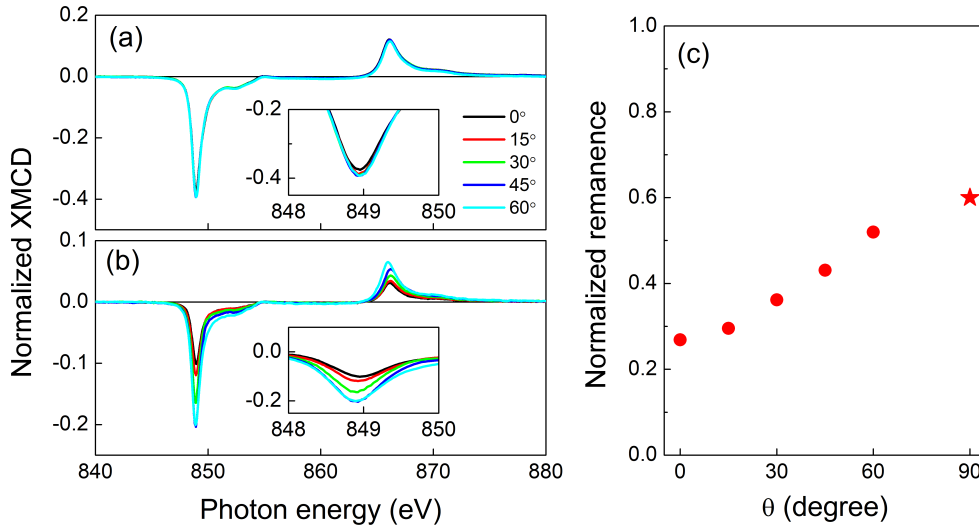 (a)
0.2
0.0
-0.2
-0.4
Normalized XMCD
-0.2
-0.4
848 849 850
0°
15°
30°
45°
60°
(b)
0.1
0.0
-0.1
-0.2
0.0
-0.2
848 849 850
840 850 860 870 880
Photon energy (eV)
(c)
1.0
0.8
0.6
0.4
0.2
0.0
Normalized remanence
0 30 60 90
θ (degree)